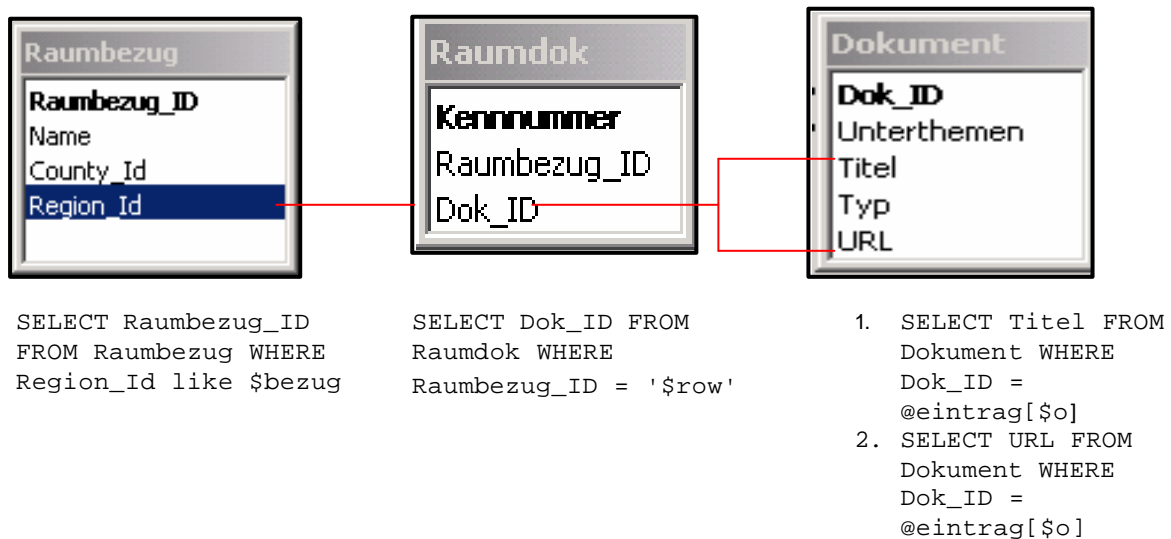 Raumbezug
Raumbezug_ID
Name
County_Id
Region_Id
Raumdok
Kennnummer
Raumbezug_ID
Dok_ID
Dokument
Dok_ID
Unterthemen
Titel
Typ
URL
SELECT Raumbezug_ID
FROM Raumbezug WHERE
Region_Id like $bezug
SELECT Dok_ID FROM
Raumdok WHERE
Raumbezug_ID = '$row'
1. SELECT Titel FROM
Dokument WHERE
Dok_ID =
@eintrag[$o]
2. SELECT URL FROM
Dokument WHERE
Dok_ID =
@eintrag[$o]